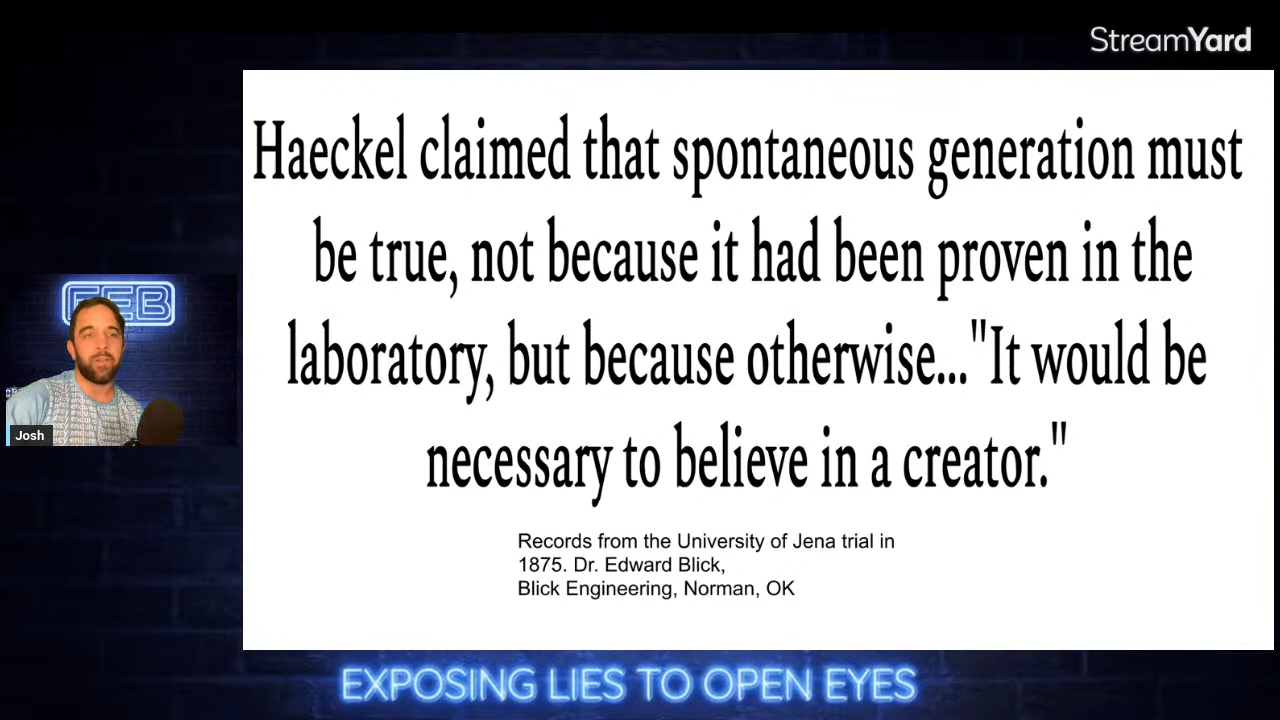 StreamYard
Haeckel claimed that spontaneous generation must
be true, not because it had been proven in the
laboratory, but because otherwise..."It would be
necessary to believe in a creator."
Records from the University of Jena trial in
1875. Dr. Edward Blick,
Blick Engineering, Norman, OK
FEB
Josh
EXPOSING LIES TO OPEN EYES